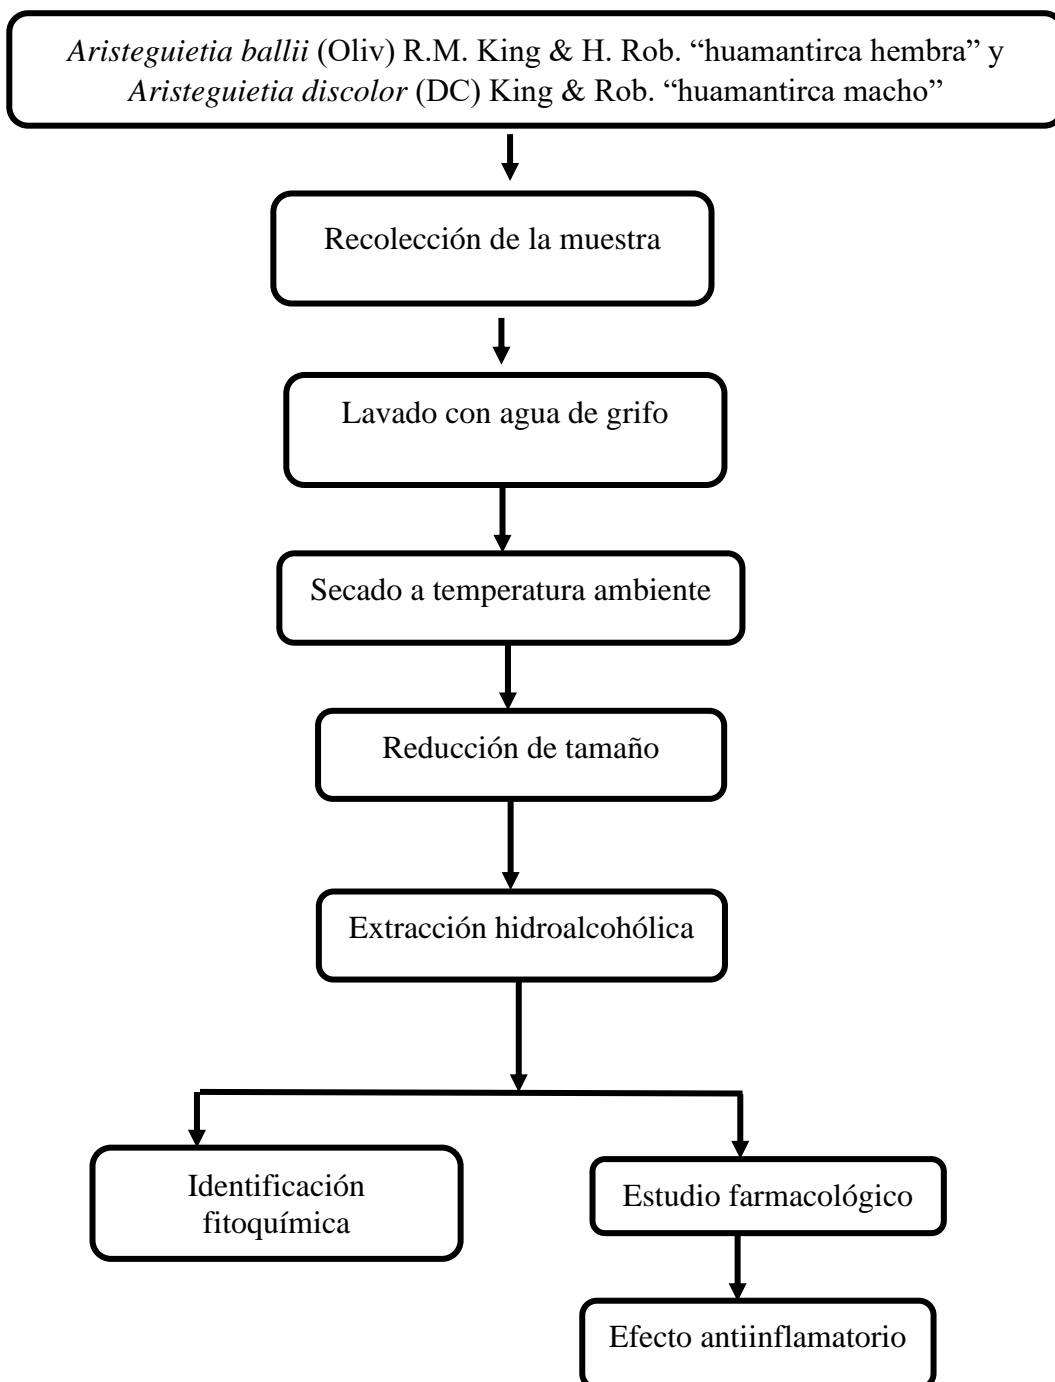 Aristeguietia ballii (Oliv) R.M. King & H. Rob. “huamantirca hembra” y
Aristeguietia discolor (DC) King & Rob. “huamantirca macho”
Recolección de la muestra
Lavado con agua de grifo
Secado a temperatura ambiente
Reducción de tamaño
Extracción hidroalcohólica
Identificación
fitoquímica
Estudio farmacológico
Efecto antiinflamatorio